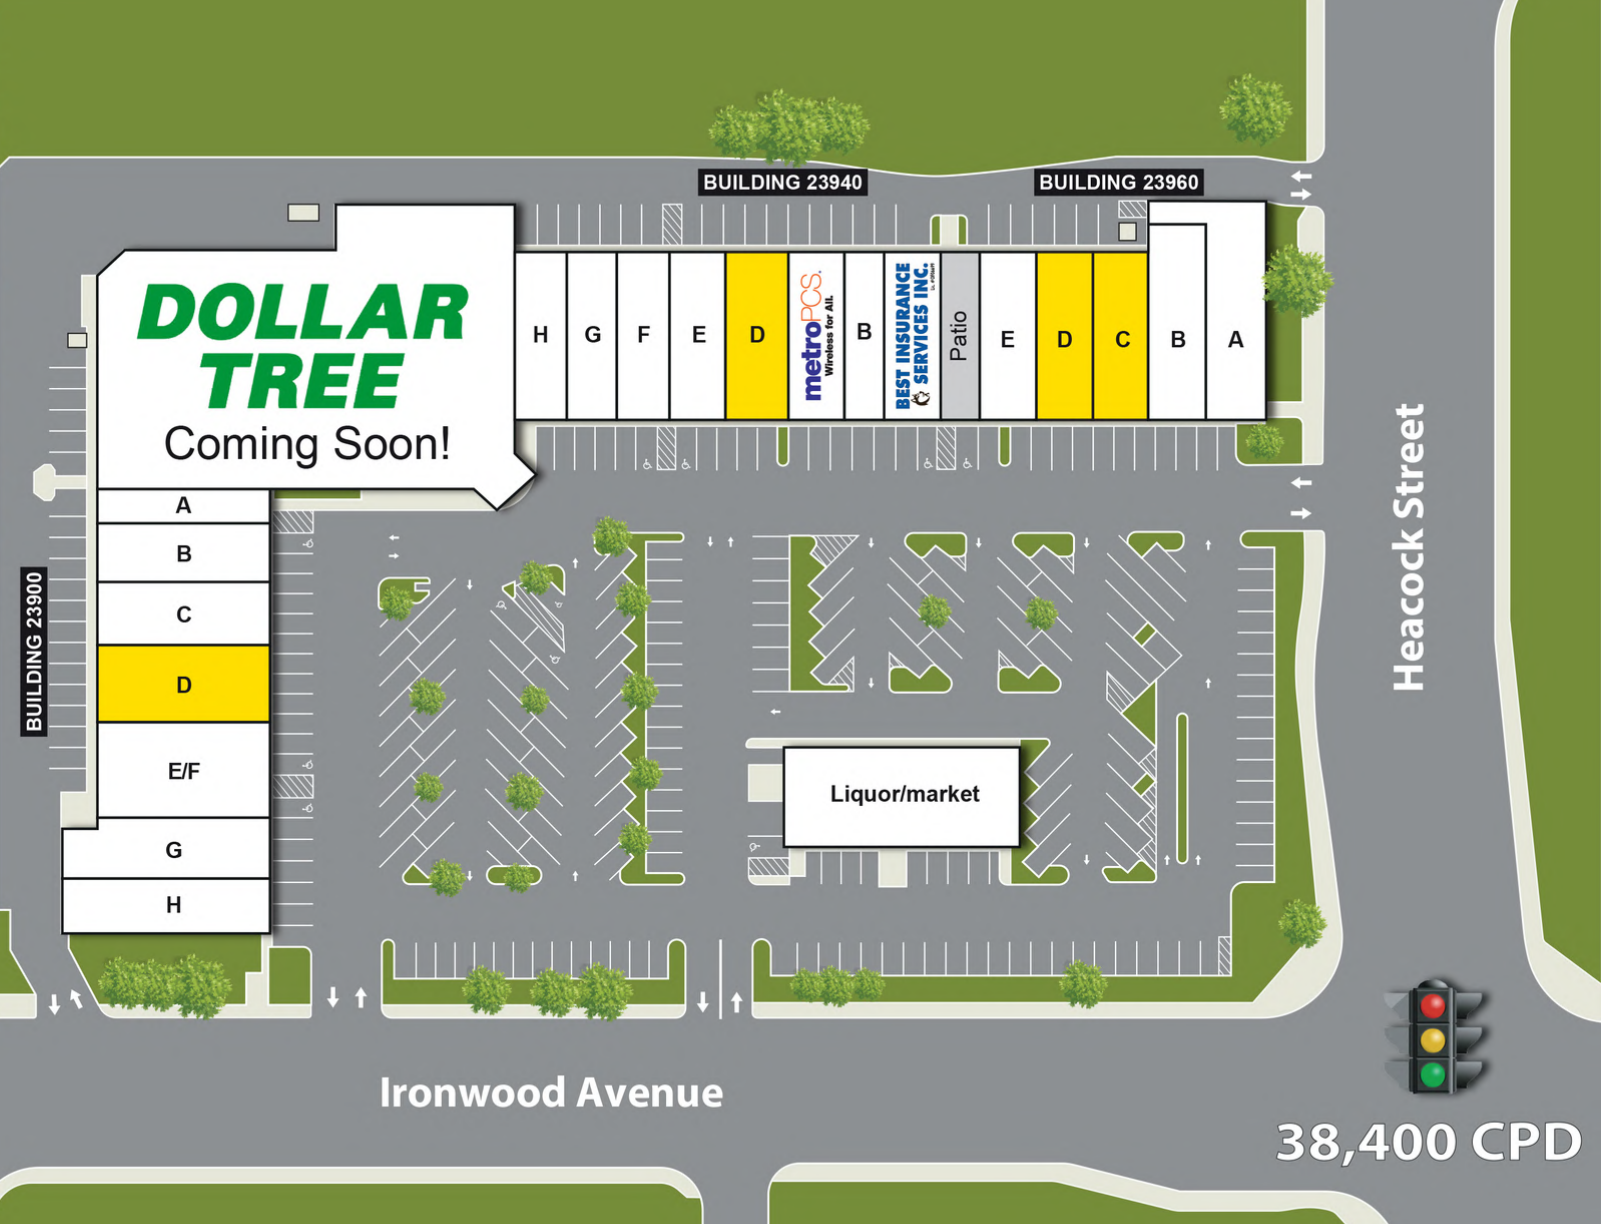 BUILDING 23940
BUILDING 23960
DOLLAR
TREE
Coming Soon!
H
G
F
E
D
metroPCS.
Wireless for All.
B
BEST INSURANCE
SERVICES INC.
Patio
E
D
C
B
A
A
B
C
D
E/F
G
H
BUILDING 23900
Liquor/market
Heacock Street
Ironwood Avenue
38,400 CPD